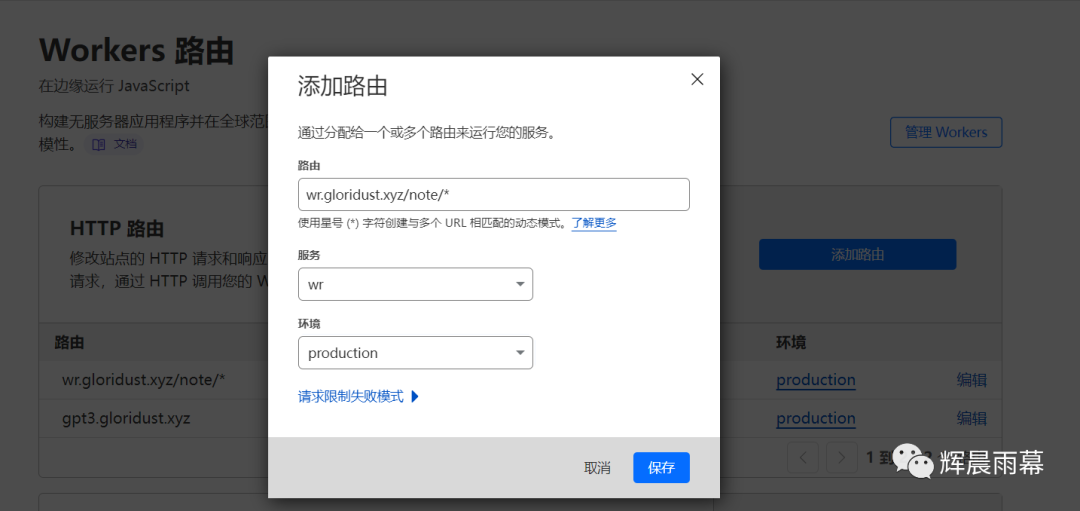 Workers 路由
在边缘运行 JavaScript
构建无服务器应用程序并在全球范
模性。 文档
管理 Workers
HTTP 路由
修改站点的 HTTP 请求和响应
请求，通过 HTTP 调用您的 W
添加路由
路由
环境
wr.gloridust.xyz/note/*
production
编辑
gpt3.gloridust.xyz
production
编辑
1 到
添加路由
通过分配给一个或多个路由来运行您的服务。
路由
wr.gloridust.xyz/note/*
使用星号 (*) 字符创建与多个 URL 相匹配的动态模式。了解更多
服务
wr
环境
production
请求限制失败模式
取消
保存
辉晨雨幕